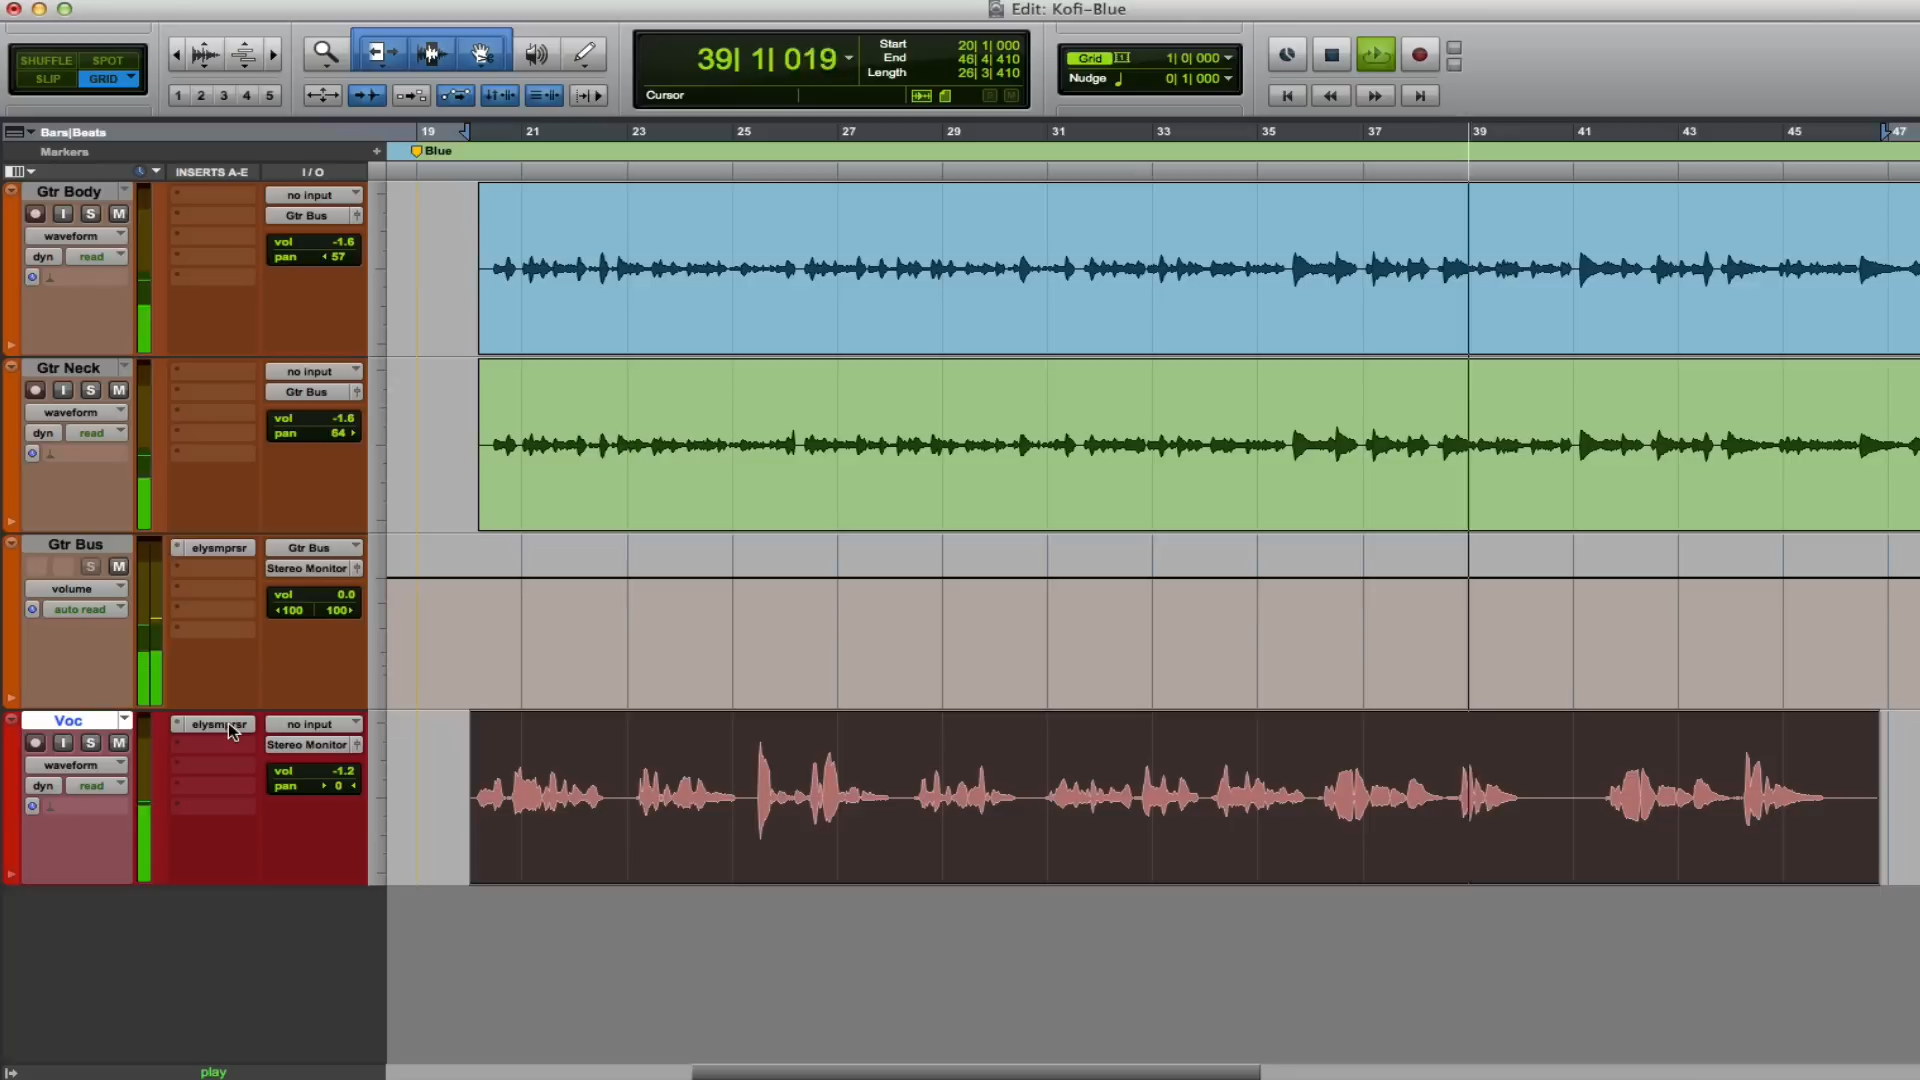 Edit: Kofi-Blue
SHUFFLE SPOT
SLIP GRID
1 2 3 4 5
39| 1| 019
Start 20| 1| 000
End 46| 4| 410
Length 26| 3| 410
Cursor
Grid 1| 0| 000
Nudge 0| 1| 000
Bars|Beats 19 21 23 25 27 29 31 33 35 37 39 41 43 45 47
Markers + Blue
INSERTS A-E I / O
Gtr Body no input
I S M Gtr Bus
waveform vol -1.6
dyn read pan 57
Gtr Neck no input
I S M Gtr Bus
waveform vol -1.6
dyn read pan 64
Gtr Bus elysmprsr Gtr Bus
S M Stereo Monitor
volume vol 0.0
auto read 100 100
Voc elysmprsr no input
I S M Stereo Monitor
waveform vol -1.2
dyn read pan 0
play